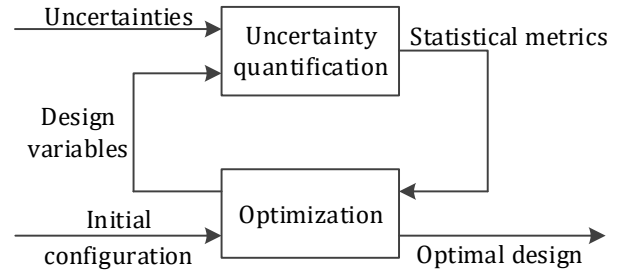 Uncertainties
Uncertainty
quantification
Statistical metrics
Design
variables
Initial
configuration
Optimization
Optimal design